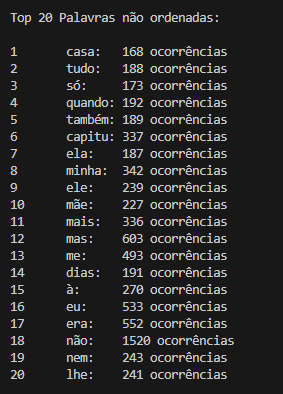 Top 20 Palavras não ordenadas:
1 casa: 168 ocorrências
2 tudo: 188 ocorrências
3 só: 173 ocorrências
4 quando: 192 ocorrências
5 também: 189 ocorrências
6 capitu: 337 ocorrências
7 ela: 187 ocorrências
8 minha: 342 ocorrências
9 ele: 239 ocorrências
10 mãe: 227 ocorrências
11 mais: 336 ocorrências
12 mas: 603 ocorrências
13 me: 493 ocorrências
14 dias: 191 ocorrências
15 à: 270 ocorrências
16 eu: 533 ocorrências
17 era: 552 ocorrências
18 não: 1520 ocorrências
19 nem: 243 ocorrências
20 lhe: 241 ocorrências